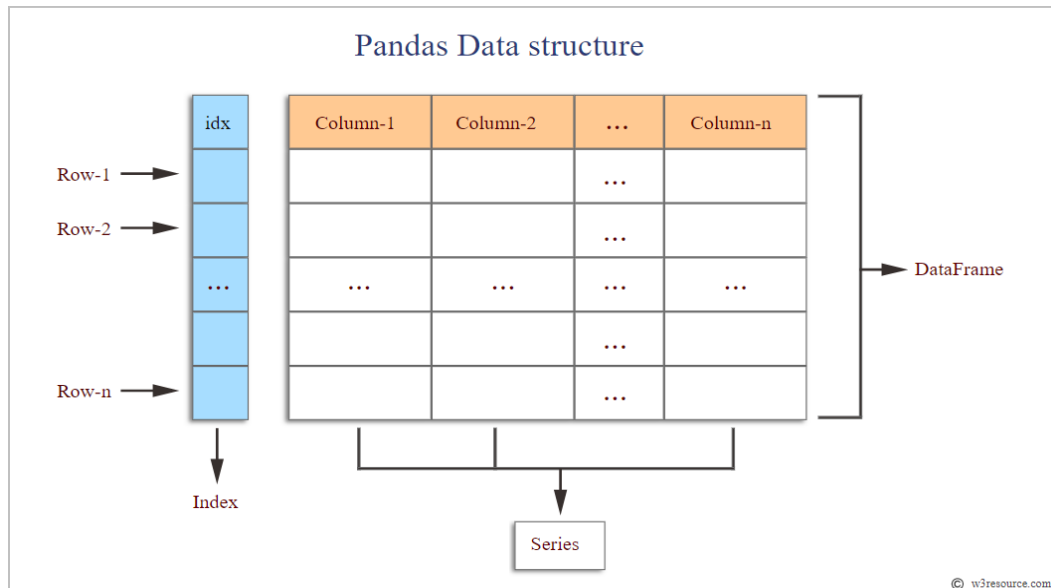 Pandas Data structure
idx Column-1 Column-2 ... Column-n
Row-1 ...
Row-2 ...
... ... ... ... ...
DataFrame
...
Row-n ...
Index
Series
© w3resource.com